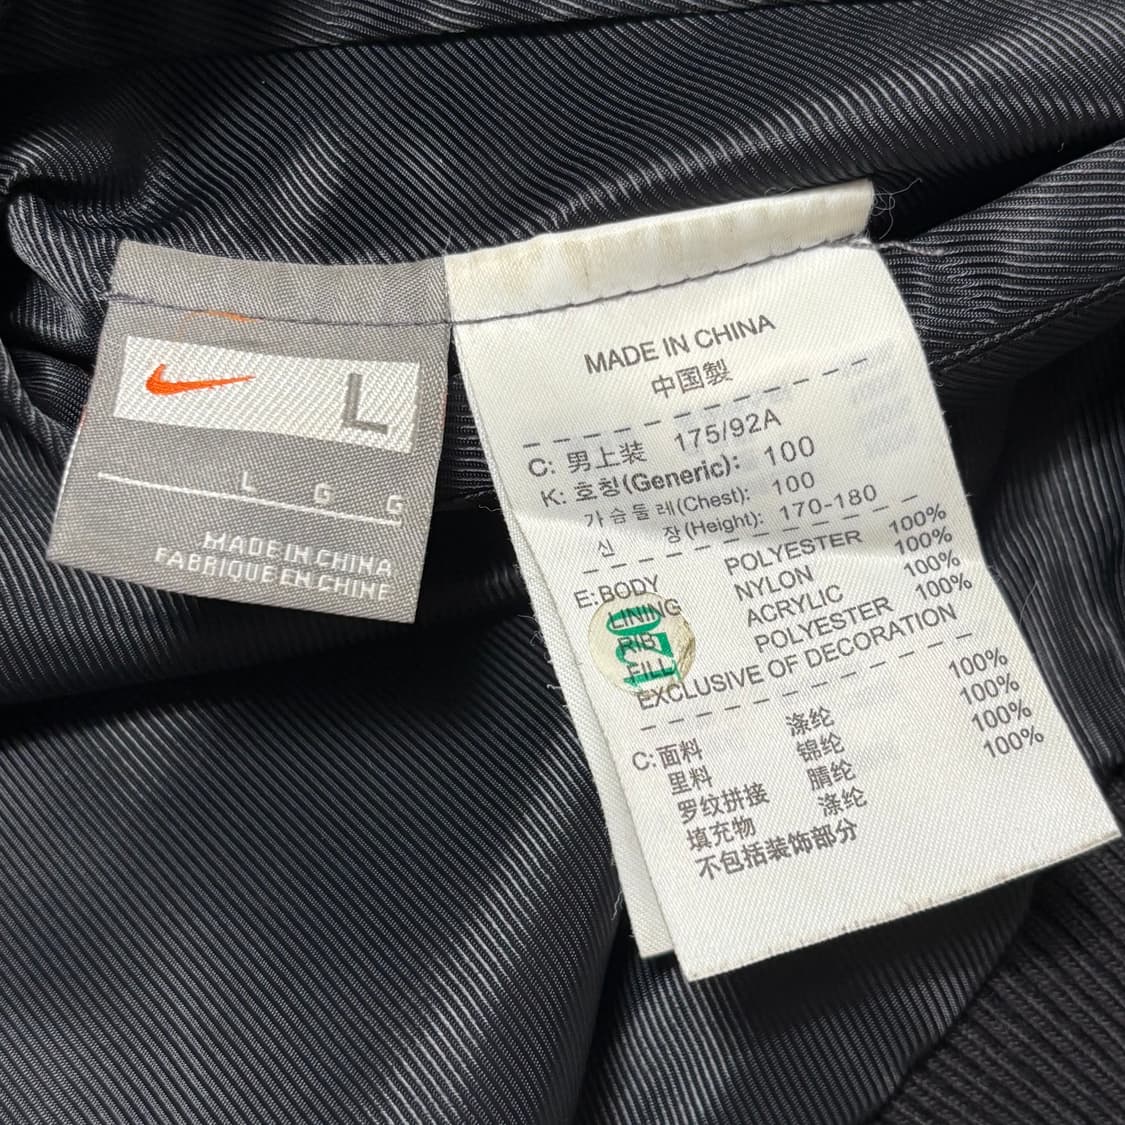 L
L G G
MADE IN CHINA
FABRIQUE EN CHINE
MADE IN CHINA
中国製
C: 男上装 175/92A
K: 호칭(Generic): 100
가슴둘레(Chest): 100
신 장(Height): 170-180
E: BODY POLYESTER 100%
LINING NYLON 100%
RIB ACRYLIC 100%
FILL POLYESTER 100%
EXCLUSIVE OF DECORATION
C: 面料 涤纶 100%
里料 锦纶 100%
罗纹拼接 腈纶 100%
填充物 涤纶 100%
不包括装饰部分